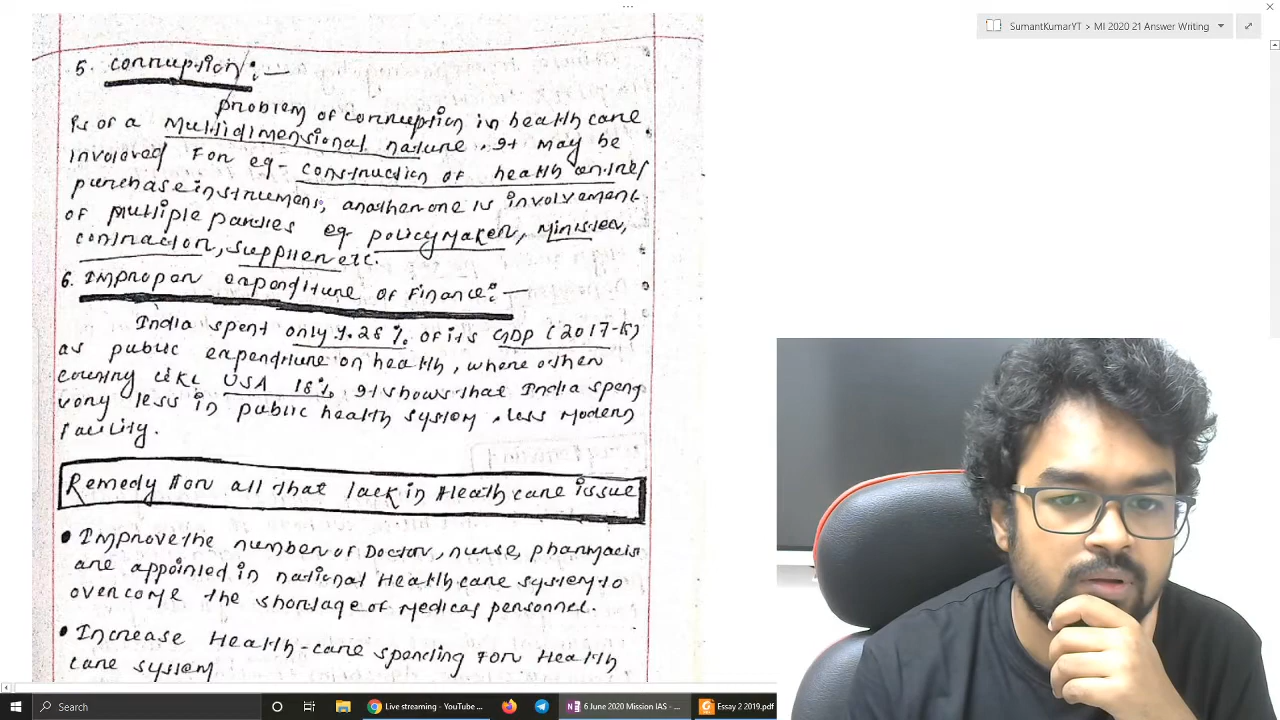 SumantKumarYT > MI 2020 21 Answer Writing
5. Corruption :—
problem of corruption in health care
is of a Multidimensional nature. It may be
involoved For eg- construction of health
purchase instruments, another one is involvement
of multiple parties eg policy maker, Minister,
contractor, supplier etc.
6. Impropar expenditure of finance:—
India spent only 1.28 %. of its GDP (2017-18)
as public expenditure on health, where other
country like USA 18%. It shows that India spend
vary less in public health system, less modern
facility.
Remedy for all that lack in Health care issue
• Improve the number of Doctor, nurse, pharmacist
are appointed in national Health care system to
overcome the shortage of Medical personnel.
• Increase Health-care spending For Health
care system
Search
Live streaming - YouTube ...
6 June 2020 Mission IAS - ...
Essay 2 2019.pdf